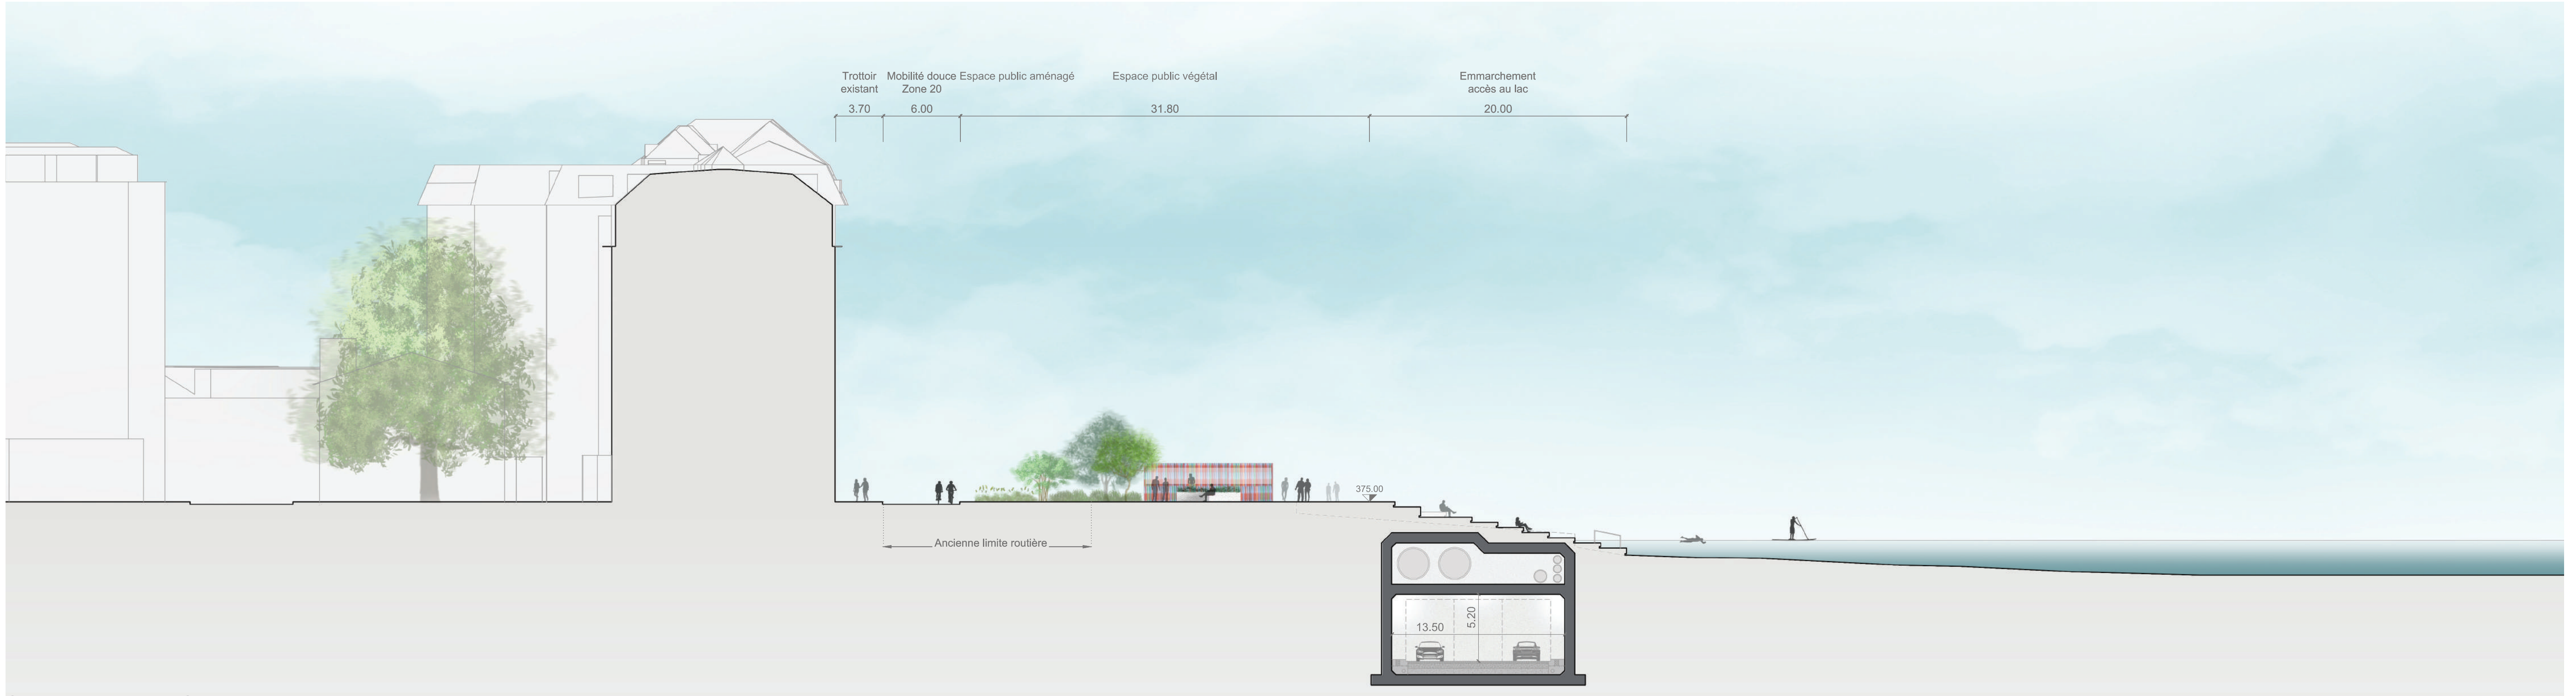 Trottoir
existant
3.70
Mobilité douce
Zone 20
6.00
Espace public aménagé
Espace public végétal
31.80
Emmarchement
accès au lac
20.00
375.00
Ancienne limite routière
13.50
5.20